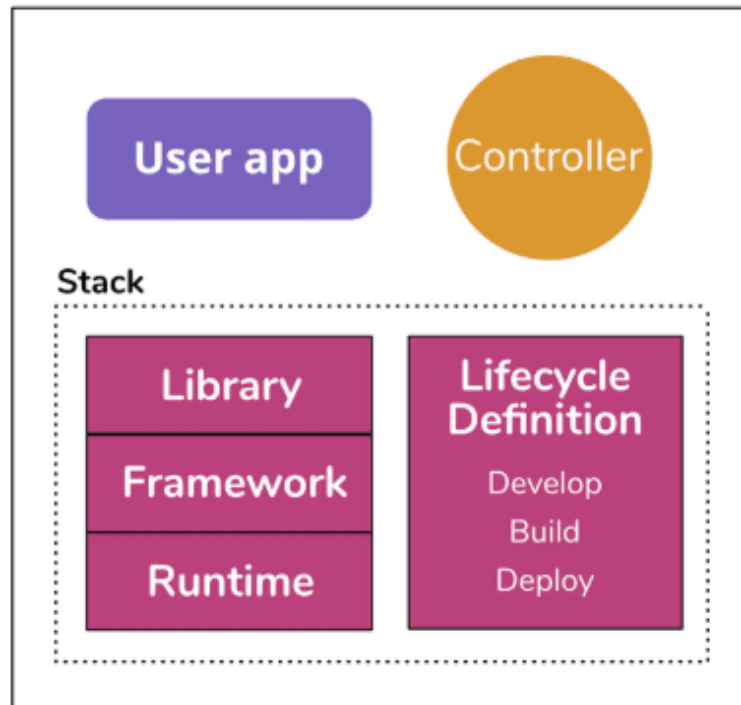 User app
Controller
Stack
Library
Framework
Runtime
Lifecycle
Definition
Develop
Build
Deploy